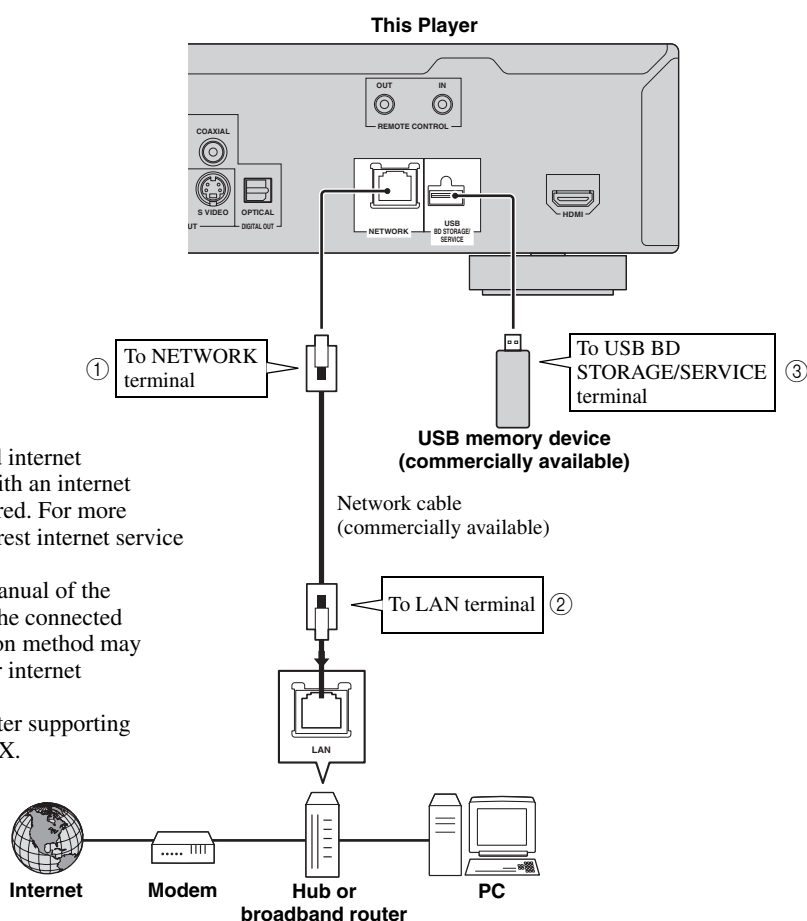 This Player
OUT
IN
REMOTE CONTROL
COAXIAL
S VIDEO
OPTICAL
UT
DIGITAL OUT
NETWORK
USB
BD STORAGE/
SERVICE
HDMI
① To NETWORK
terminal
To USB BD
STORAGE/SERVICE
terminal ③
USB memory device
(commercially available)
d internet
ith an internet
red. For more
rest internet service
Network cable
(commercially available)
anual of the
he connected
on method may
r internet
To LAN terminal ②
ter supporting
X.
LAN
Internet
Modem
Hub or
broadband router
PC